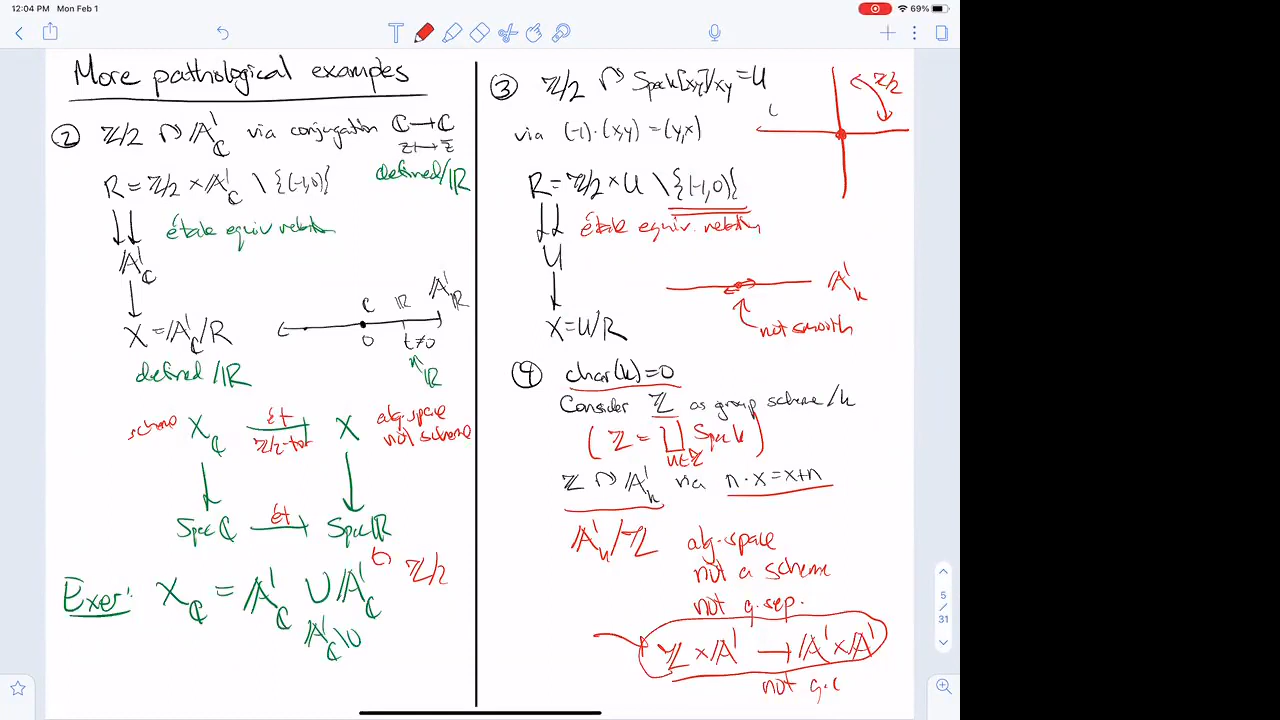 12:04 PM Mon Feb 1
69%
More pathological examples
② ℤ/2 ↷ 𝔸¹_ℂ via conjugation ℂ → ℂ
z ↦ z̄
defined/ℝ
R = ℤ/2 × 𝔸¹_ℂ \ {(-1,0)}
étale equiv relation
𝔸¹_ℂ
X = 𝔸¹_ℂ/R
defined/ℝ
ℂ ℝ 𝔸¹_ℝ
0 t≠0
ℝ
scheme X_ℂ ét → X alg. space
ℤ/2-tor not scheme
Spec ℂ ét → Spec ℝ
Exer: X_ℂ = 𝔸¹_ℂ ∪ 𝔸¹_ℂ ℤ/2
𝔸¹_ℂ\0
③ ℤ/2 ↷ Spec k[x,y]/xy = U
ℤ/2
via (-1)·(x,y) = (y,x)
R = ℤ/2 × U \ {(-1,0)}
étale equiv. relation
U
X = U/R
𝔸¹_k
not smooth
④ char(k)=0
Consider ℤ as group scheme/k
(ℤ = ∐ Spec k)
n∈ℤ
ℤ ↷ 𝔸¹_k via n·x = x+n
𝔸¹_k/ℤ alg. space
not a scheme
not q.sep.
ℤ × 𝔸¹ → 𝔸¹ × 𝔸¹
not q.c
5
/
31